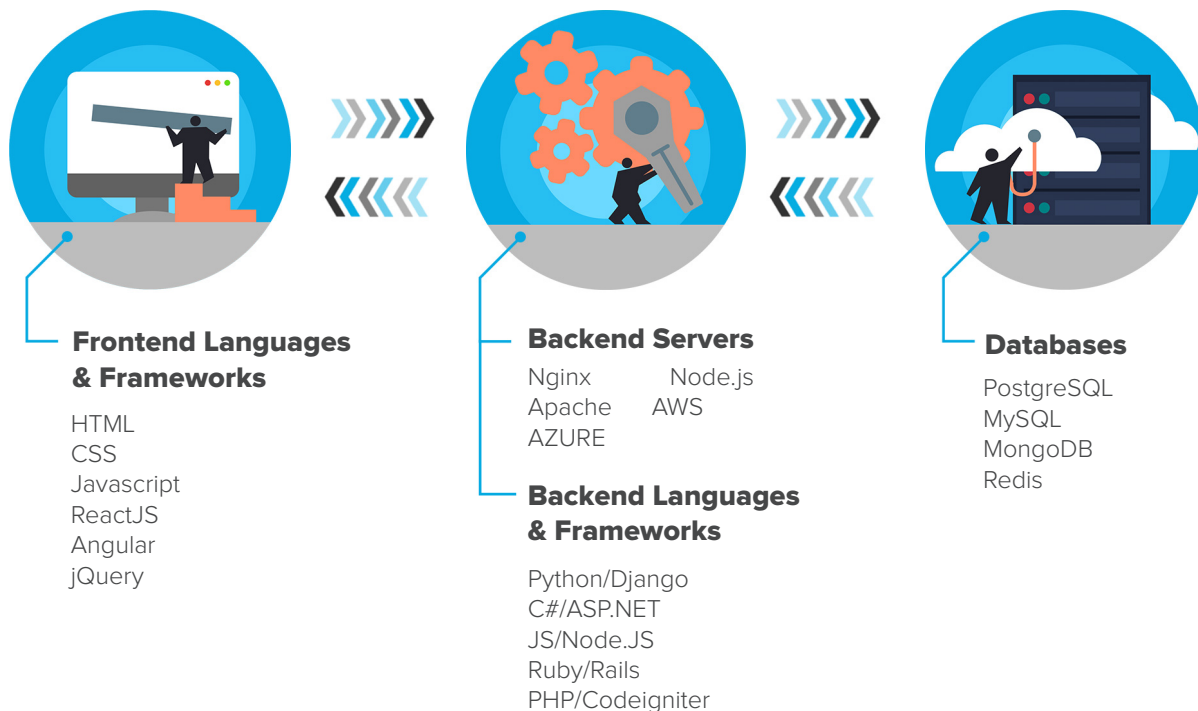 Frontend Languages
& Frameworks
HTML
CSS
Javascript
ReactJS
Angular
jQuery
Backend Servers
Nginx Node.js
Apache AWS
AZURE
Backend Languages
& Frameworks
Python/Django
C#/ASP.NET
JS/Node.JS
Ruby/Rails
PHP/Codeigniter
Databases
PostgreSQL
MySQL
MongoDB
Redis